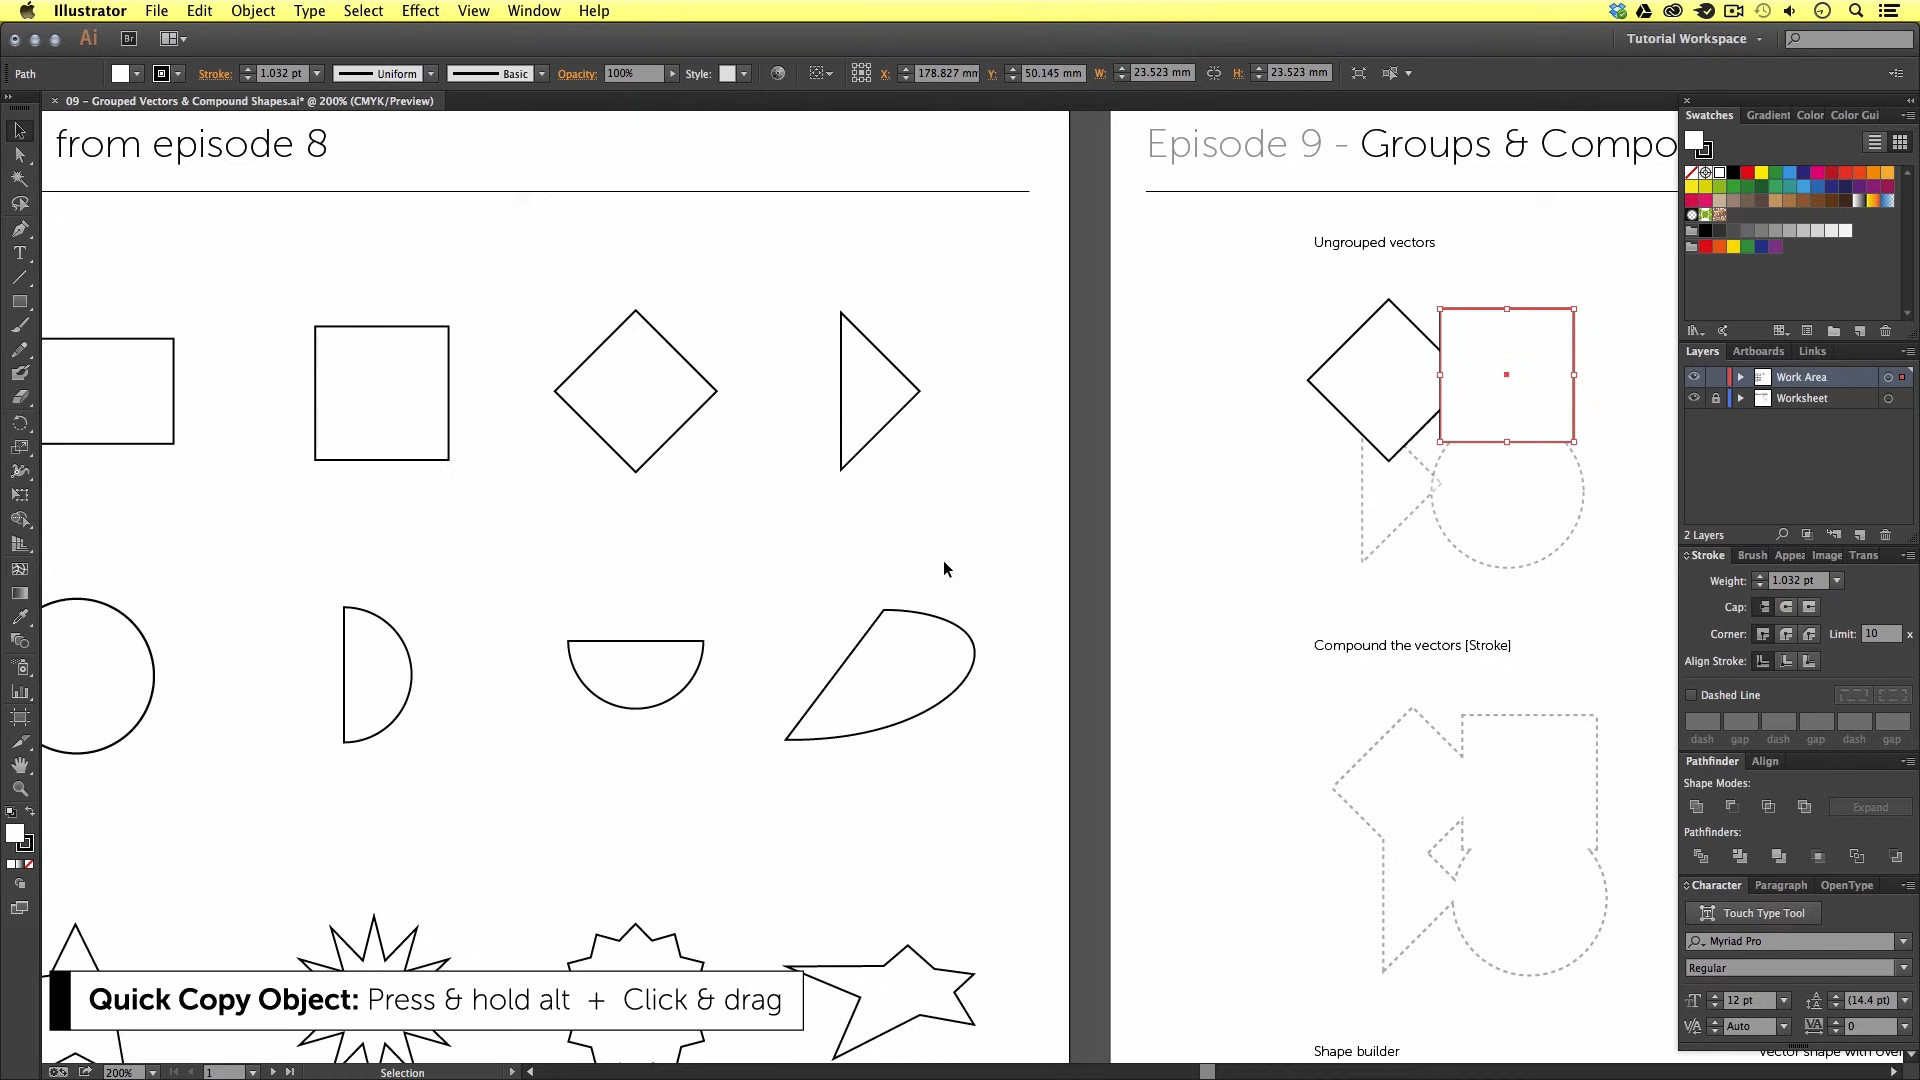 Illustrator File Edit Object Type Select Effect View Window Help
Ai Br Tutorial Workspace
Path Stroke: 1.032 pt Uniform Basic Opacity: 100% Style: X: 178.827 mm Y: 50.145 mm W: 23.523 mm H: 23.523 mm
× 09 - Grouped Vectors & Compound Shapes.ai* @ 200% (CMYK/Preview)
Swatches Gradient Color Color Gui
from episode 8
Episode 9 - Groups & Compo
Ungrouped vectors
Layers Artboards Links
Work Area
Worksheet
2 Layers
Stroke Brush Appea Image Trans
Weight: 1.032 pt
Cap:
Corner: Limit: 10 x
Compound the vectors [Stroke]
Align Stroke:
Dashed Line
dash gap dash gap dash gap
Pathfinder Align
Shape Modes:
Expand
Pathfinders:
Character Paragraph OpenType
Touch Type Tool
Myriad Pro
Regular
12 pt (14.4 pt)
Auto 0
Quick Copy Object: Press & hold alt + Click & drag
Shape builder
Vector shape with over
200% 1 Selection